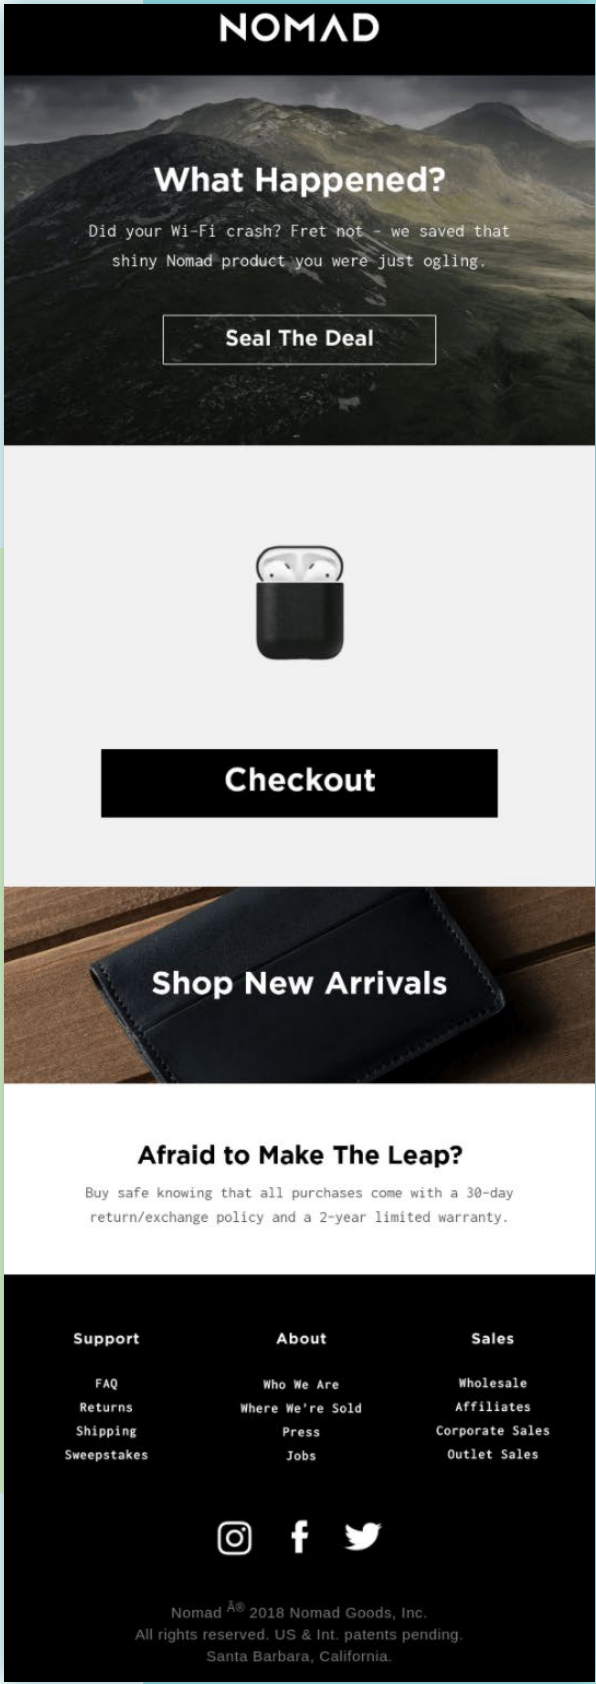 NOMAD
What Happened?
Did your Wi-Fi crash? Fret not - we saved that
shiny Nomad product you were just ogling.
Seal The Deal
Checkout
Shop New Arrivals
Afraid to Make The Leap?
Buy safe knowing that all purchases come with a 30-day
return/exchange policy and a 2-year limited warranty.
Support
FAQ
Returns
Shipping
Sweepstakes
About
Who We Are
Where We're Sold
Press
Jobs
Sales
Wholesale
Affiliates
Corporate Sales
Outlet Sales
Nomad Â® 2018 Nomad Goods, Inc.
All rights reserved. US & Int. patents pending.
Santa Barbara, California.